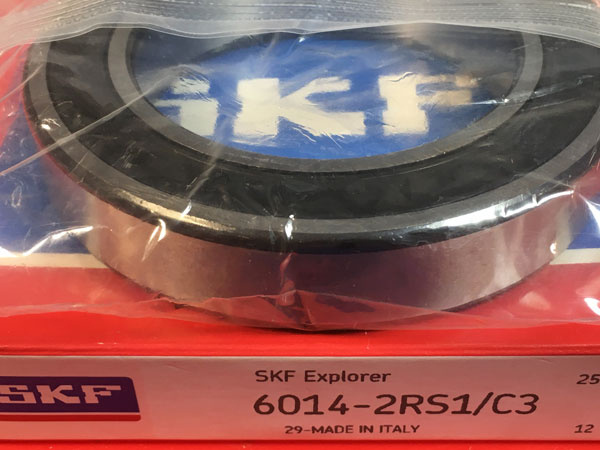 SKF
SKF
SKF Explorer
25
6014-2RS1/C3
29-MADE IN ITALY
12